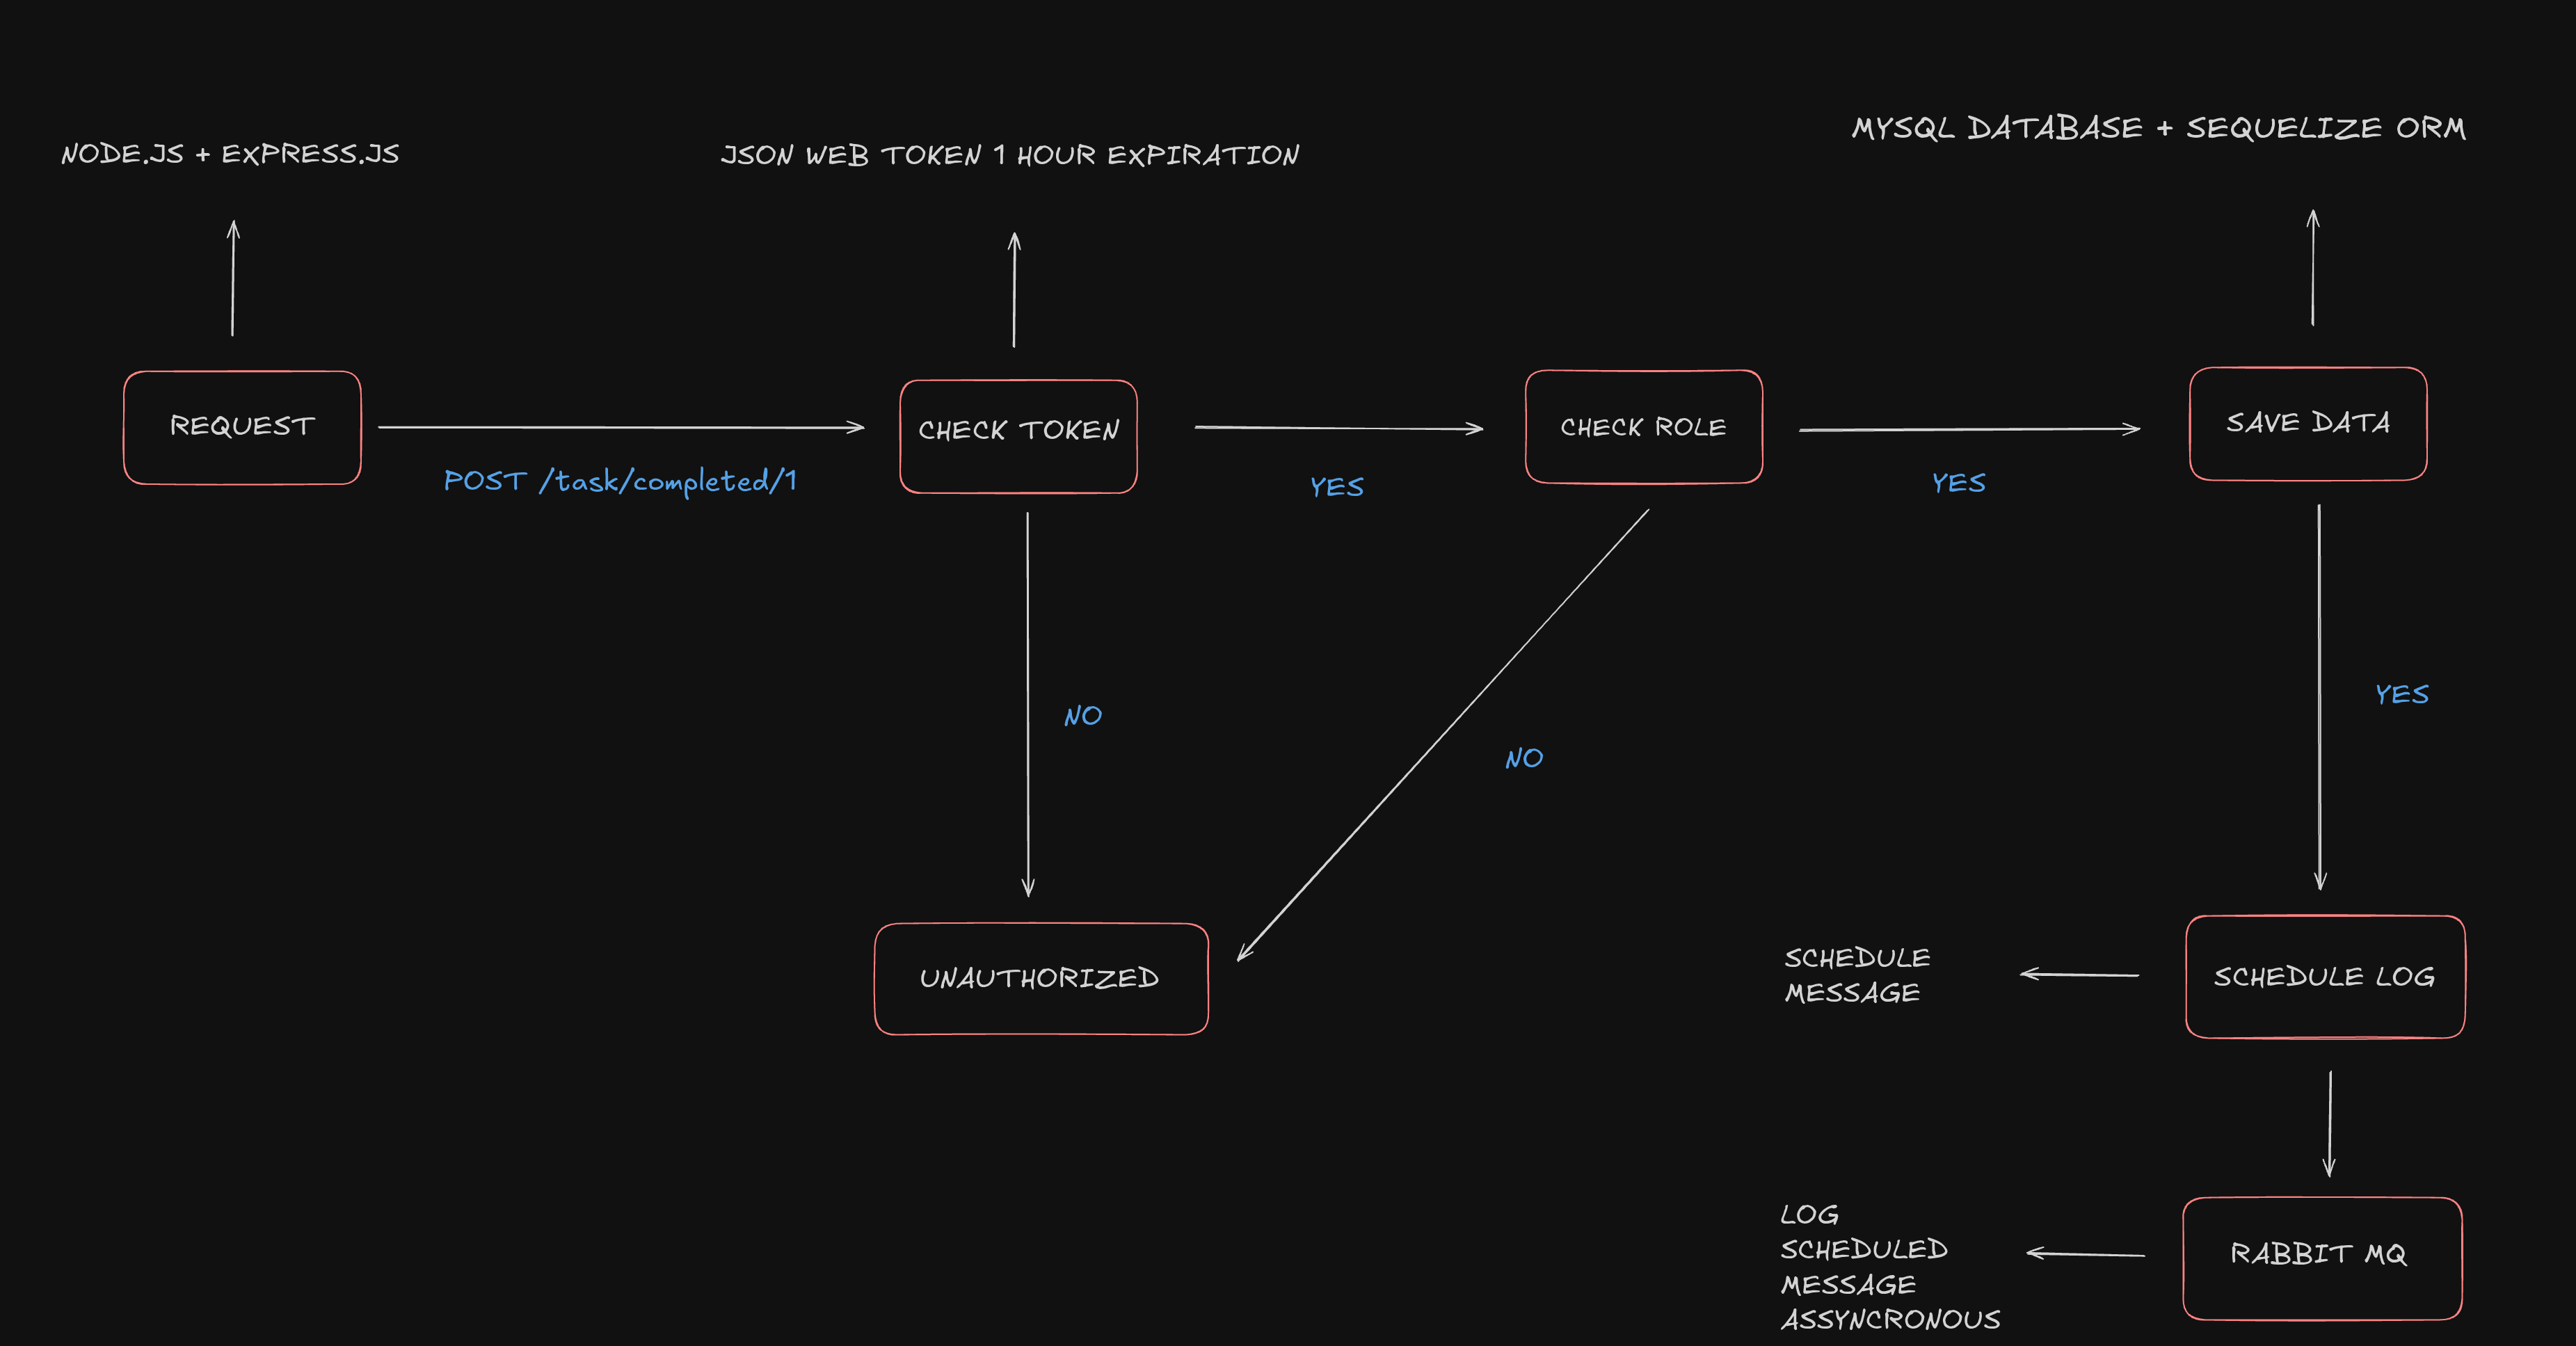 NODE.JS + EXPRESS.JS
JSON WEB TOKEN 1 HOUR EXPIRATION
MYSQL DATABASE + SEQUELIZE ORM
REQUEST
POST /task/completed/1
CHECK TOKEN
YES
CHECK ROLE
YES
SAVE DATA
NO
NO
YES
UNAUTHORIZED
SCHEDULE
MESSAGE
SCHEDULE LOG
LOG
SCHEDULED
MESSAGE
ASSYNCRONOUS
RABBIT MQ